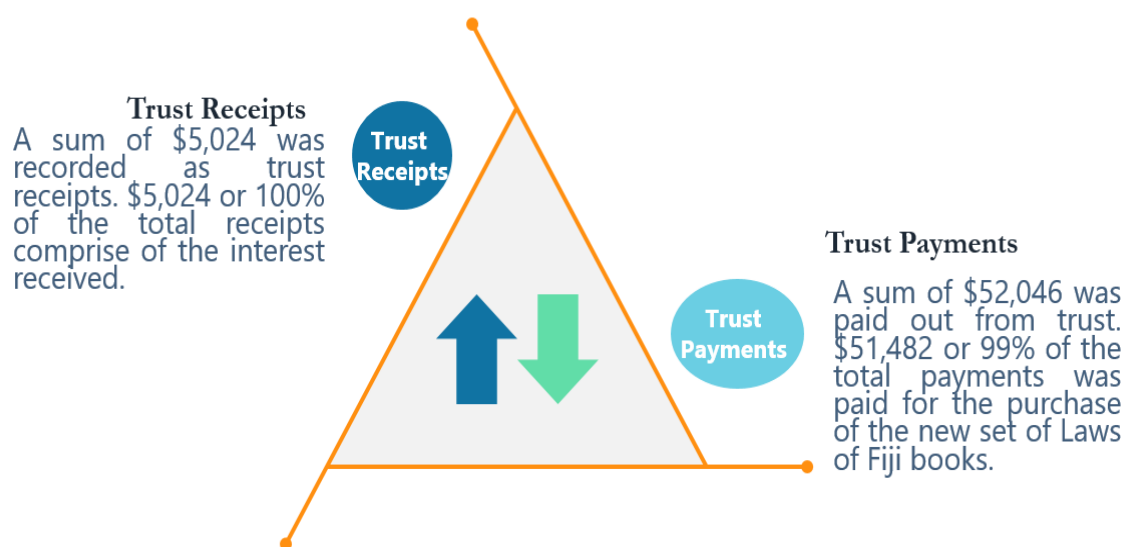 Trust Receipts
A sum of $5,024 was
recorded as trust
receipts. $5,024 or 100%
of the total receipts
comprise of the interest
received.
Trust
Receipts
Trust Payments
A sum of $52,046 was
paid out from trust.
$51,482 or 99% of the
total payments was
paid for the purchase
of the new set of Laws
of Fiji books.
Trust
Payments